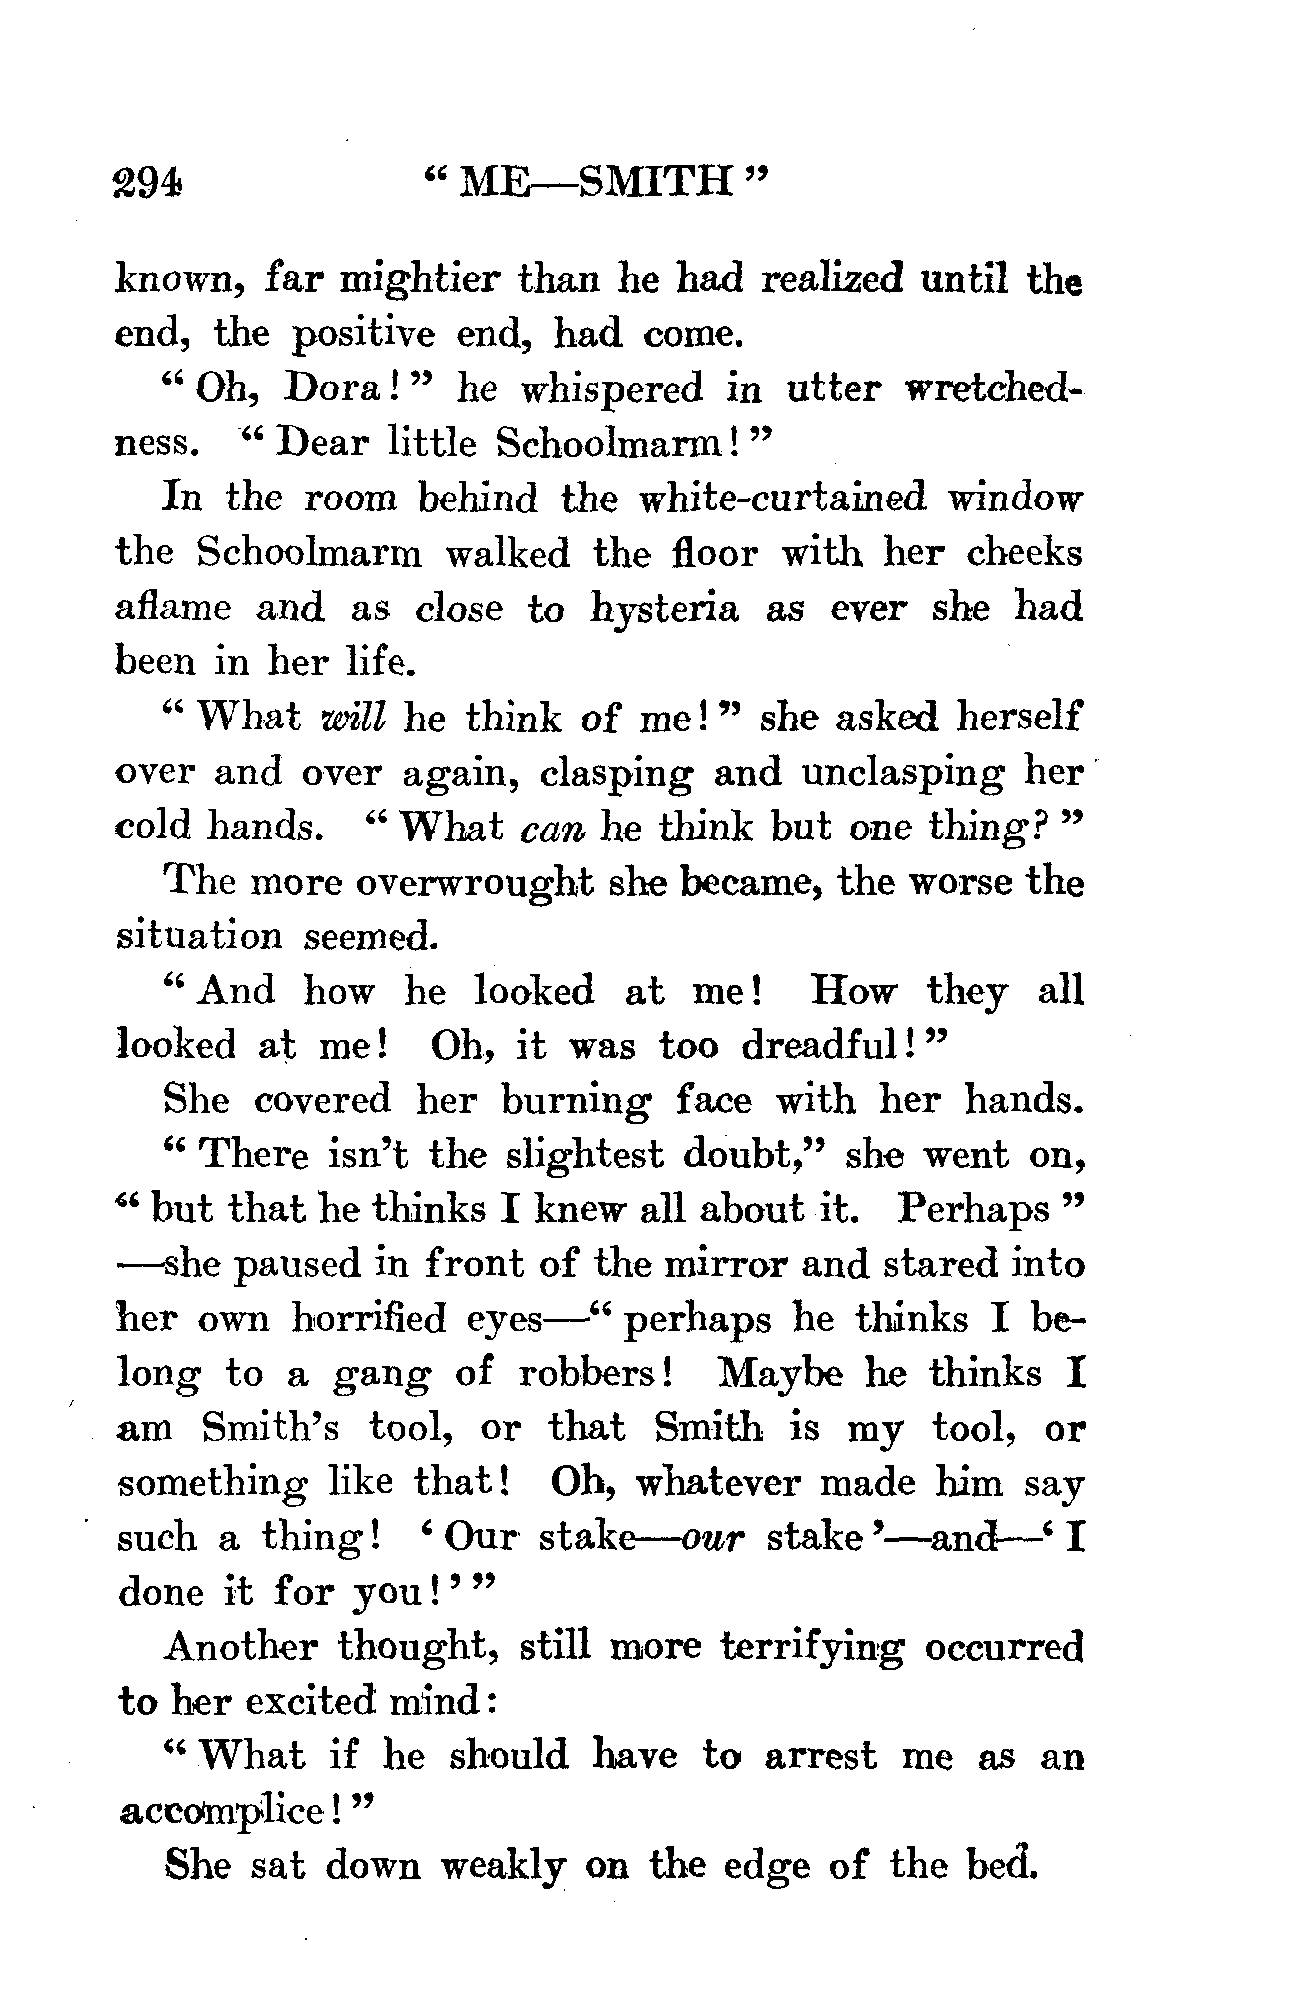 294 “ ME—SMITH ”
known, far mightier than he had realized until the
end, the positive end, had come.
“ Oh, Dora! ” he whispered in utter wretched-
ness. “ Dear little Schoolmarm! ”
In the room behind the white-curtained window
the Schoolmarm walked the floor with her cheeks
aflame and as close to hysteria as ever she had
been in her life.
“ What will he think of me! ” she asked herself
over and over again, clasping and unclasping her
cold hands. “ What can he think but one thing? ”
The more overwrought she became, the worse the
situation seemed.
“ And how he looked at me! How they all
looked at me! Oh, it was too dreadful! ”
She covered her burning face with her hands.
“ There isn’t the slightest doubt,” she went on,
“ but that he thinks I knew all about it. Perhaps ”
—she paused in front of the mirror and stared into
her own horrified eyes—“ perhaps he thinks I be-
long to a gang of robbers! Maybe he thinks I
am Smith’s tool, or that Smith is my tool, or
something like that! Oh, whatever made him say
such a thing! ‘ Our stake—our stake ’—and—‘ I
done it for you! ’ ”
Another thought, still more terrifying occurred
to her excited mind:
“ What if he should have to arrest me as an
accomplice! ”
She sat down weakly on the edge of the bed.